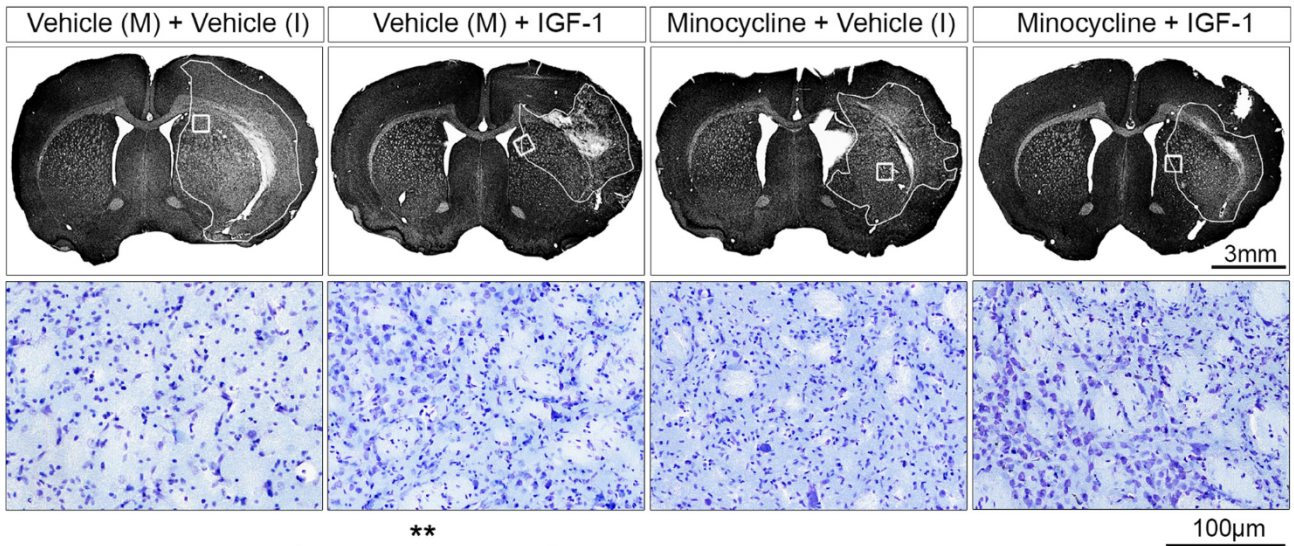 Vehicle (M) + Vehicle (I)
Vehicle (M) + IGF-1
Minocycline + Vehicle (I)
Minocycline + IGF-1
3mm
**
100µm